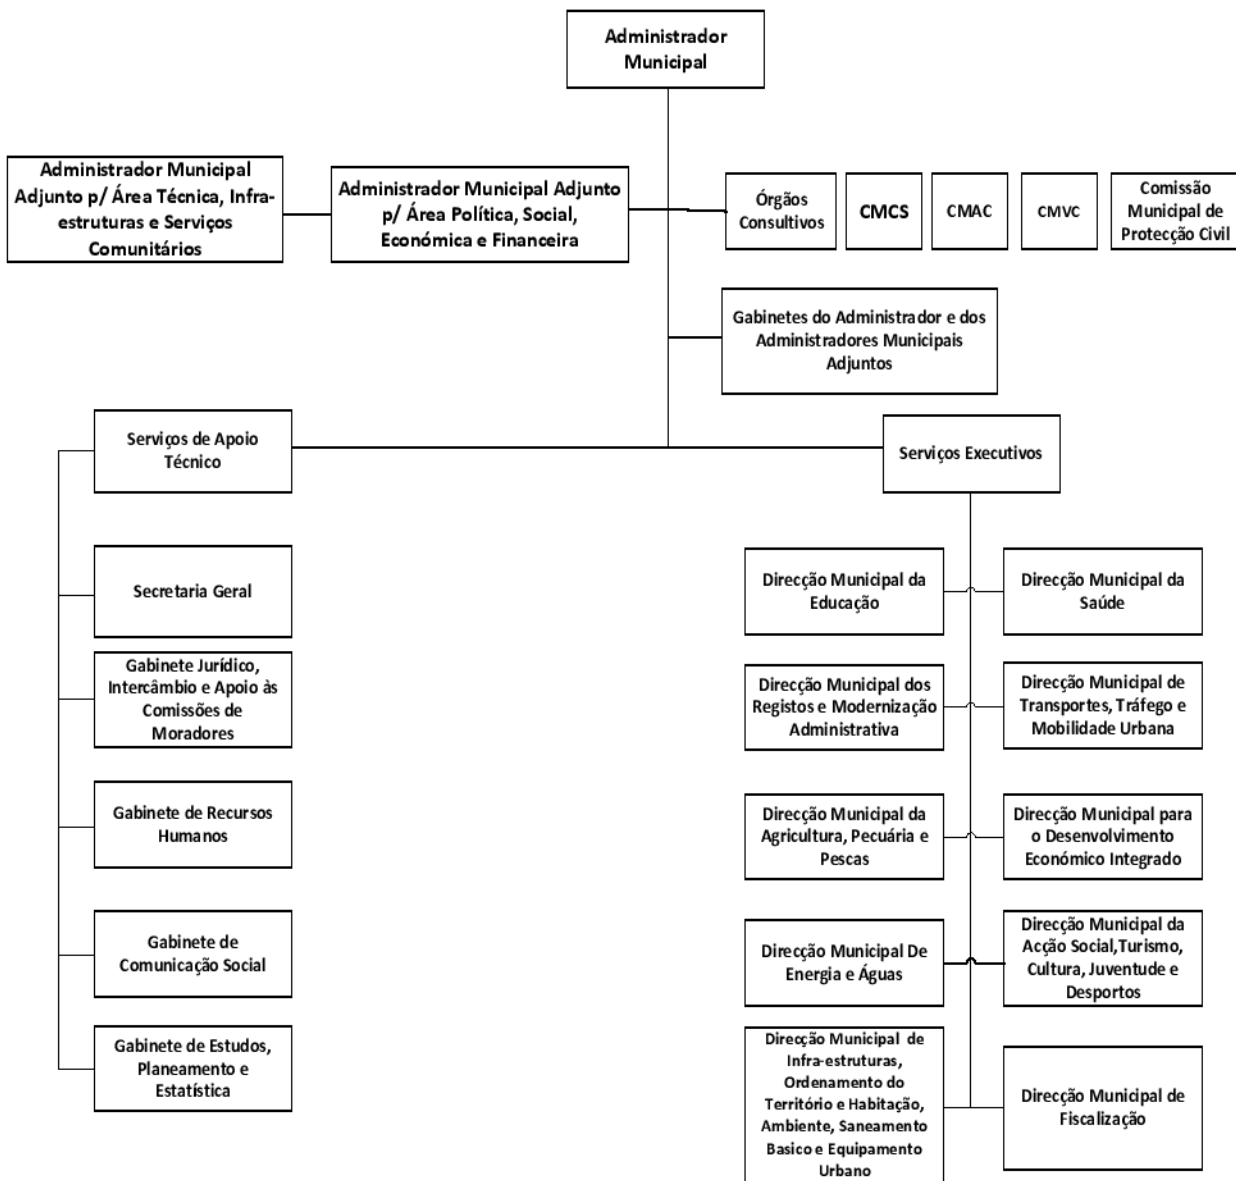 Administrador
Municipal
Administrador Municipal
Adjunto p/ Área Técnica, Infra-
estruturas e Serviços
Comunitários
Administrador Municipal Adjunto
p/ Área Política, Social,
Económica e Financeira
Órgãos
Consultivos
CMCS
CMAC
CMVC
Comissão
Municipal de
Protecção Civil
Gabinetes do Administrador e dos
Administradores Municipais
Adjuntos
Serviços de Apoio
Técnico
Serviços Executivos
Secretaria Geral
Gabinete Jurídico,
Intercâmbio e Apoio às
Comissões de
Moradores
Gabinete de Recursos
Humanos
Gabinete de
Comunicação Social
Gabinete de Estudos,
Planeamento e
Estatística
Direcção Municipal da
Educação
Direcção Municipal da
Saúde
Direcção Municipal dos
Registos e Modernização
Administrativa
Direcção Municipal de
Transportes, Tráfego e
Mobilidade Urbana
Direcção Municipal da
Agricultura, Pecuária e
Pescas
Direcção Municipal para
o Desenvolvimento
Económico Integrado
Direcção Municipal De
Energia e Águas
Direcção Municipal da
Acção Social,Turismo,
Cultura, Juventude e
Desportos
Direcção Municipal de
Infra-estruturas,
Ordenamento do
Território e Habitação,
Ambiente, Saneamento
Basico e Equipamento
Urbano
Direcção Municipal de
Fiscalização